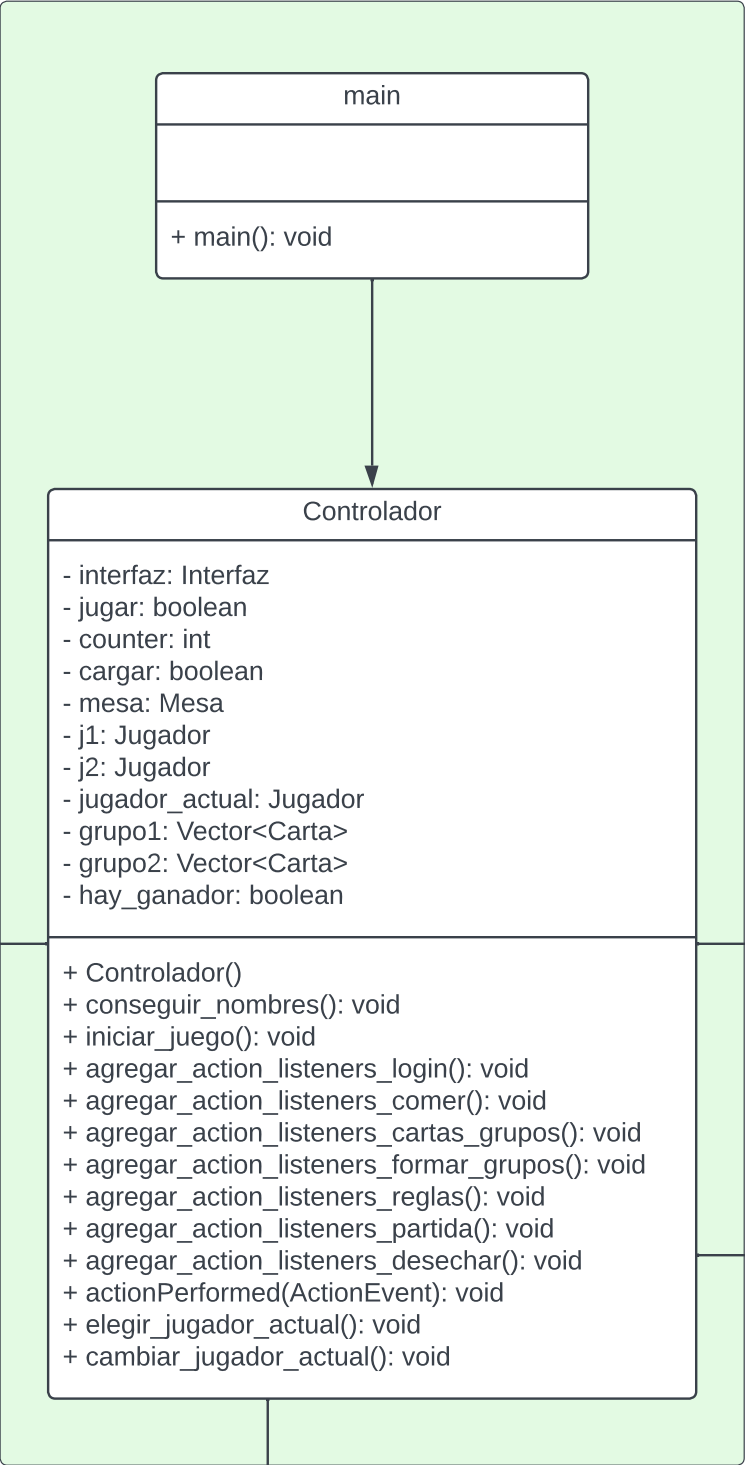 main
+ main(): void
Controlador
- interfaz: Interfaz
- jugar: boolean
- counter: int
- cargar: boolean
- mesa: Mesa
- j1: Jugador
- j2: Jugador
- jugador_actual: Jugador
- grupo1: Vector<Carta>
- grupo2: Vector<Carta>
- hay_ganador: boolean
+ Controlador()
+ conseguir_nombres(): void
+ iniciar_juego(): void
+ agregar_action_listeners_login(): void
+ agregar_action_listeners_comer(): void
+ agregar_action_listeners_cartas_grupos(): void
+ agregar_action_listeners_formar_grupos(): void
+ agregar_action_listeners_reglas(): void
+ agregar_action_listeners_partida(): void
+ agregar_action_listeners_desechar(): void
+ actionPerformed(ActionEvent): void
+ elegir_jugador_actual(): void
+ cambiar_jugador_actual(): void